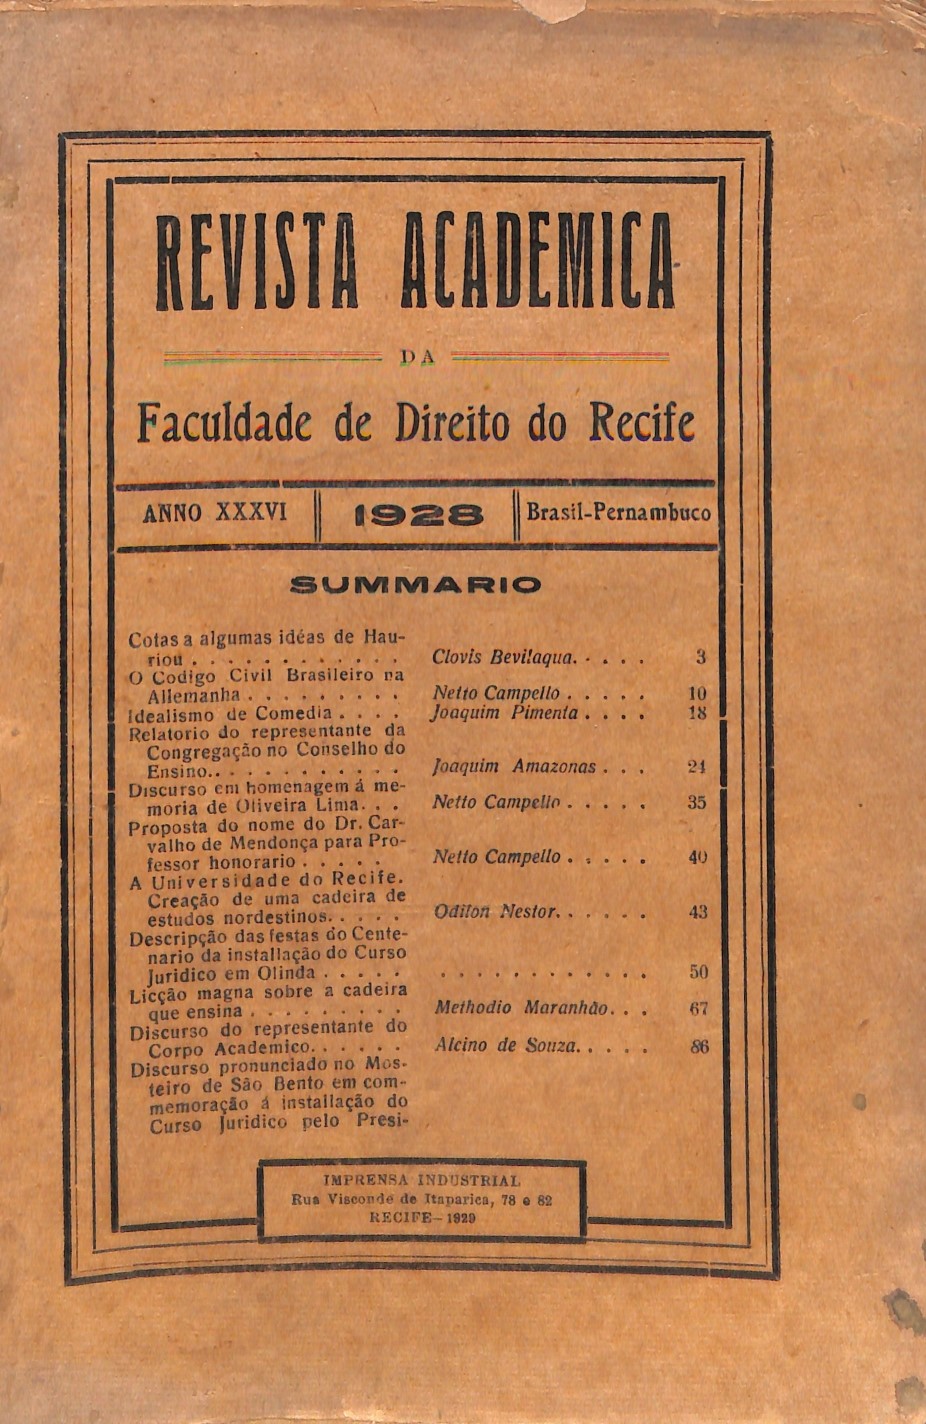 REVISTA ACADEMICA
DA
Faculdade de Direito do Recife
ANNO XXXVI 1928 Brasil-Pernambuco
SUMMARIO
Cotas a algumas idéas de Hau-
riou . . . . . . . . . . . . Clovis Bevilaqua. . . . . 3
O Codigo Civil Brasileiro na
Allemanha . . . . . . . . . Netto Campello . . . . . 10
Idealismo de Comedia . . . . Joaquim Pimenta . . . . 18
Relatorio do representante da
Congregação no Conselho do
Ensino. . . . . . . . . . . . Joaquim Amazonas . . . 24
Discurso em homenagem á me-
moria de Oliveira Lima. . . Netto Campello . . . . . 35
Proposta do nome do Dr. Car-
valho de Mendonça para Pro-
fessor honorario . . . . . Netto Campello . . . . . 40
A Universidade do Recife.
Creação de uma cadeira de
estudos nordestinos. . . . . Odilon Nestor. . . . . . 43
Descripção das festas do Cente-
nario da installação do Curso
Juridico em Olinda . . . . . . . . . . . . . . . . . 50
Licção magna sobre a cadeira
que ensina . . . . . . . . . Methodio Maranhão. . . 67
Discurso do representante do
Corpo Academico. . . . . . Alcino de Souza. . . . . 86
Discurso pronunciado no Mos-
teiro de São Bento em com-
memoração á installação do
Curso Juridico pelo Presi-
IMPRENSA INDUSTRIAL
Rua Visconde de Itaparica, 78 e 82
RECIFE—1929